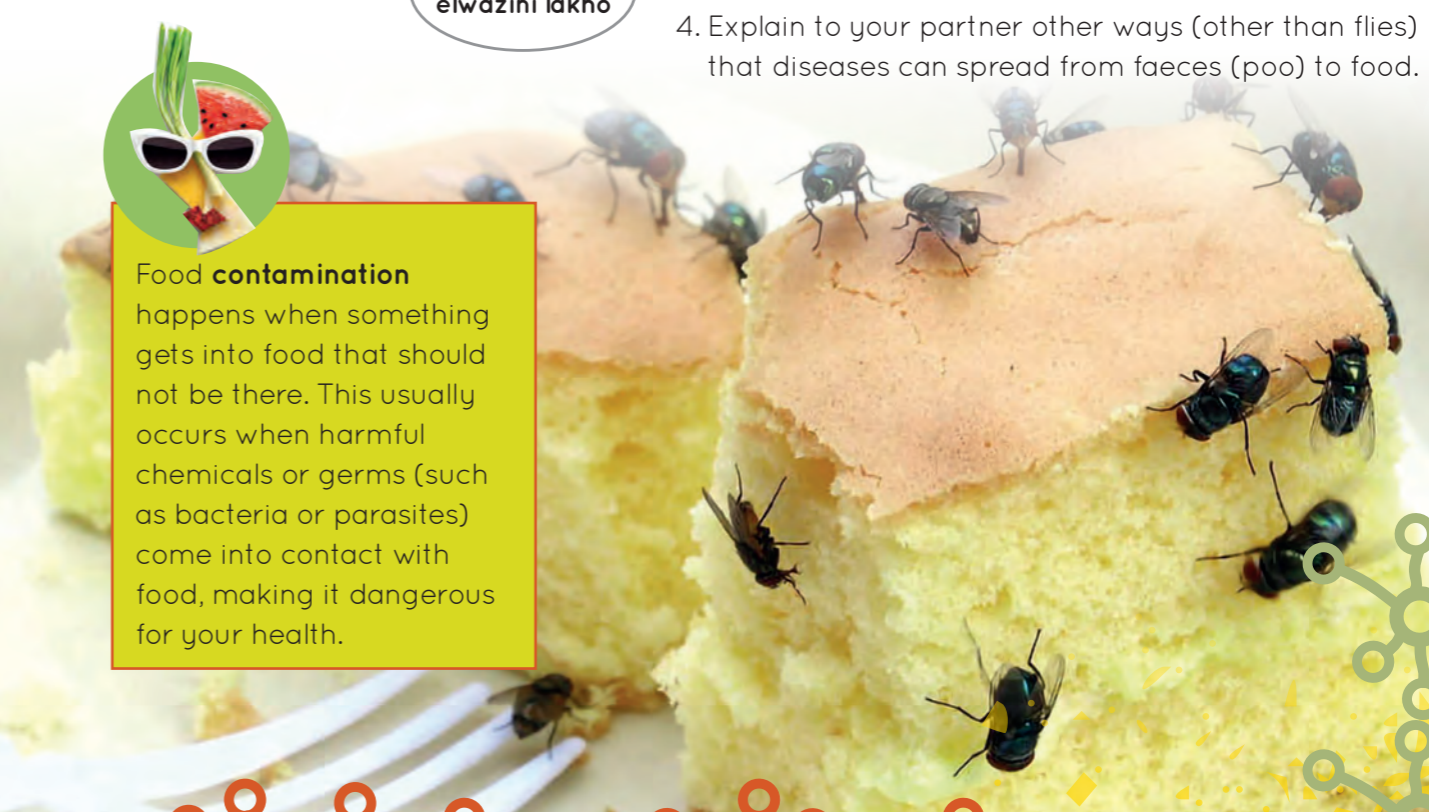 elwazini lakho
4. Explain to your partner other ways (other than flies)
that diseases can spread from faeces (poo) to food.
Food contamination
happens when something
gets into food that should
not be there. This usually
occurs when harmful
chemicals or germs (such
as bacteria or parasites)
come into contact with
food, making it dangerous
for your health.